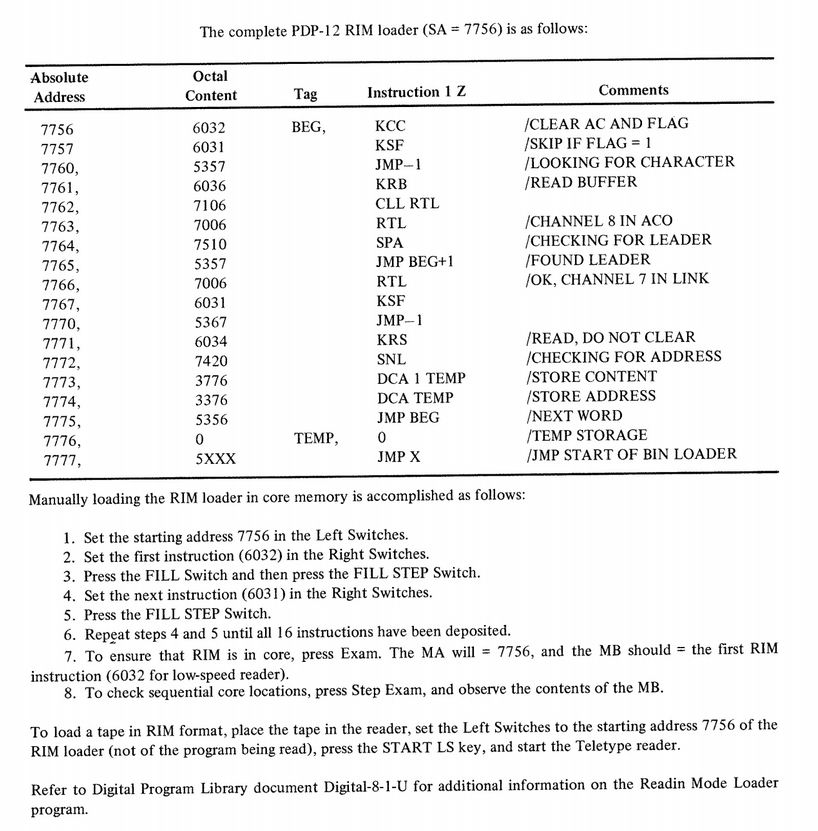 The complete PDP-12 RIM loader (SA = 7756) is as follows:
Absolute Address Octal Content Tag Instruction 1 Z Comments
7756 6032 BEG, KCC /CLEAR AC AND FLAG
7757 6031 KSF /SKIP IF FLAG = 1
7760, 5357 JMP−1 /LOOKING FOR CHARACTER
7761, 6036 KRB /READ BUFFER
7762, 7106 CLL RTL
7763, 7006 RTL /CHANNEL 8 IN ACO
7764, 7510 SPA /CHECKING FOR LEADER
7765, 5357 JMP BEG+1 /FOUND LEADER
7766, 7006 RTL /OK, CHANNEL 7 IN LINK
7767, 6031 KSF
7770, 5367 JMP−1
7771, 6034 KRS /READ, DO NOT CLEAR
7772, 7420 SNL /CHECKING FOR ADDRESS
7773, 3776 DCA 1 TEMP /STORE CONTENT
7774, 3376 DCA TEMP /STORE ADDRESS
7775, 5356 JMP BEG /NEXT WORD
7776, 0 TEMP, 0 /TEMP STORAGE
7777, 5XXX JMP X /JMP START OF BIN LOADER
Manually loading the RIM loader in core memory is accomplished as follows:
1. Set the starting address 7756 in the Left Switches.
2. Set the first instruction (6032) in the Right Switches.
3. Press the FILL Switch and then press the FILL STEP Switch.
4. Set the next instruction (6031) in the Right Switches.
5. Press the FILL STEP Switch.
6. Repeat steps 4 and 5 until all 16 instructions have been deposited.
7. To ensure that RIM is in core, press Exam. The MA will = 7756, and the MB should = the first RIM
instruction (6032 for low-speed reader).
8. To check sequential core locations, press Step Exam, and observe the contents of the MB.
To load a tape in RIM format, place the tape in the reader, set the Left Switches to the starting address 7756 of the
RIM loader (not of the program being read), press the START LS key, and start the Teletype reader.
Refer to Digital Program Library document Digital-8-1-U for additional information on the Readin Mode Loader
program.